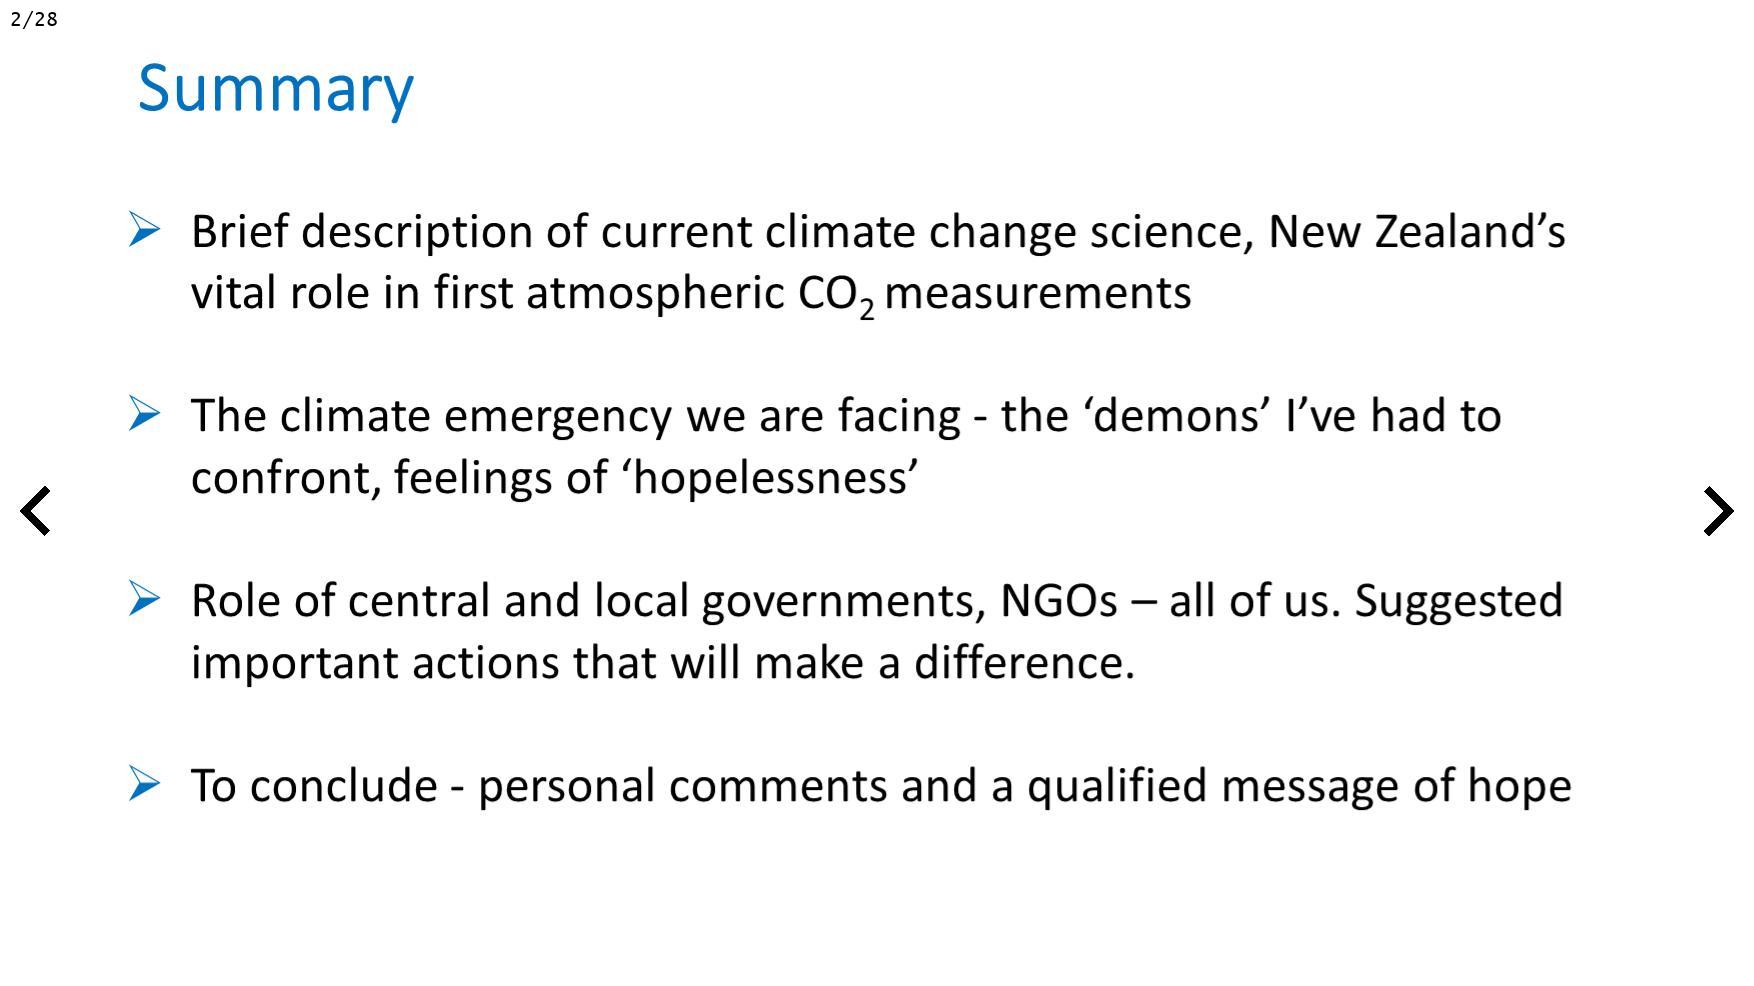 2/28
Summary
Brief description of current climate change science, New Zealand’s
vital role in first atmospheric CO₂ measurements
The climate emergency we are facing - the ‘demons’ I’ve had to
confront, feelings of ‘hopelessness’
Role of central and local governments, NGOs – all of us. Suggested
important actions that will make a difference.
To conclude - personal comments and a qualified message of hope